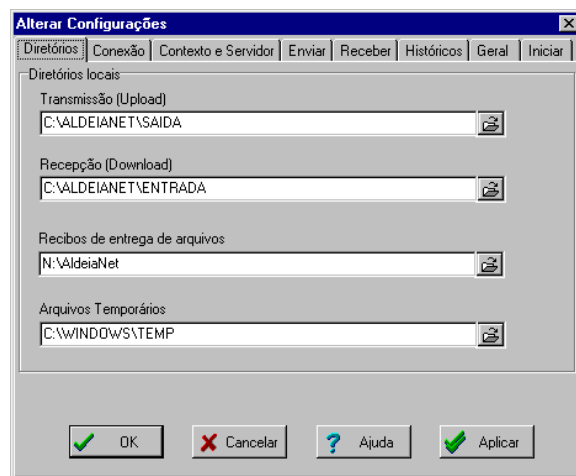 Alterar Configurações
Diretórios Conexão Contexto e Servidor Enviar Receber Históricos Geral Iniciar
Diretórios locais
Transmissão (Upload)
C:\ALDEIANET\SAIDA
Recepção (Download)
C:\ALDEIANET\ENTRADA
Recibos de entrega de arquivos
N:\AldeiaNet
Arquivos Temporários
C:\WINDOWS\TEMP
OK Cancelar Ajuda Aplicar